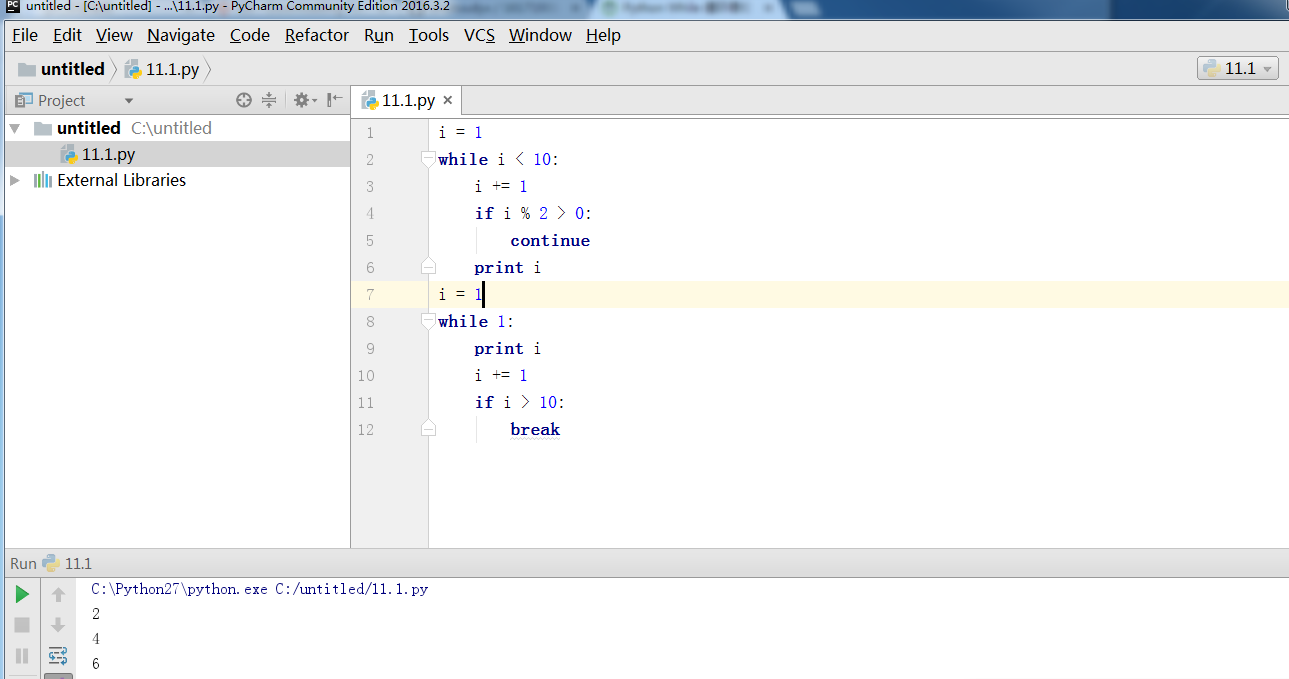 untitled - [C:\untitled] - ...\11.1.py - PyCharm Community Edition 2016.3.2
File Edit View Navigate Code Refactor Run Tools VCS Window Help
untitled 11.1.py 11.1
Project 11.1.py
untitled C:\untitled
11.1.py
External Libraries
1 i = 1
2 while i < 10:
3 i += 1
4 if i % 2 > 0:
5 continue
6 print i
7 i = 1
8 while 1:
9 print i
10 i += 1
11 if i > 10:
12 break
Run 11.1
C:\Python27\python.exe C:/untitled/11.1.py
2
4
6